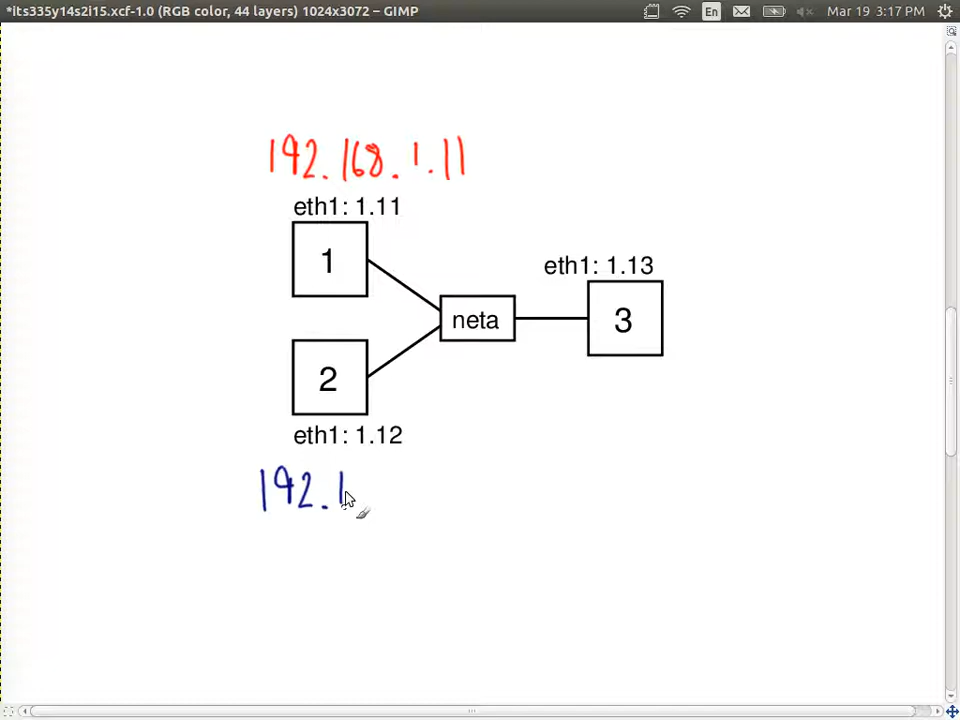 *its335y14s2i15.xcf-1.0 (RGB color, 44 layers) 1024x3072 – GIMP
En
Mar 19 3:17 PM
192.168.1.11
eth1: 1.11
1
eth1: 1.13
neta
3
2
eth1: 1.12
192.1